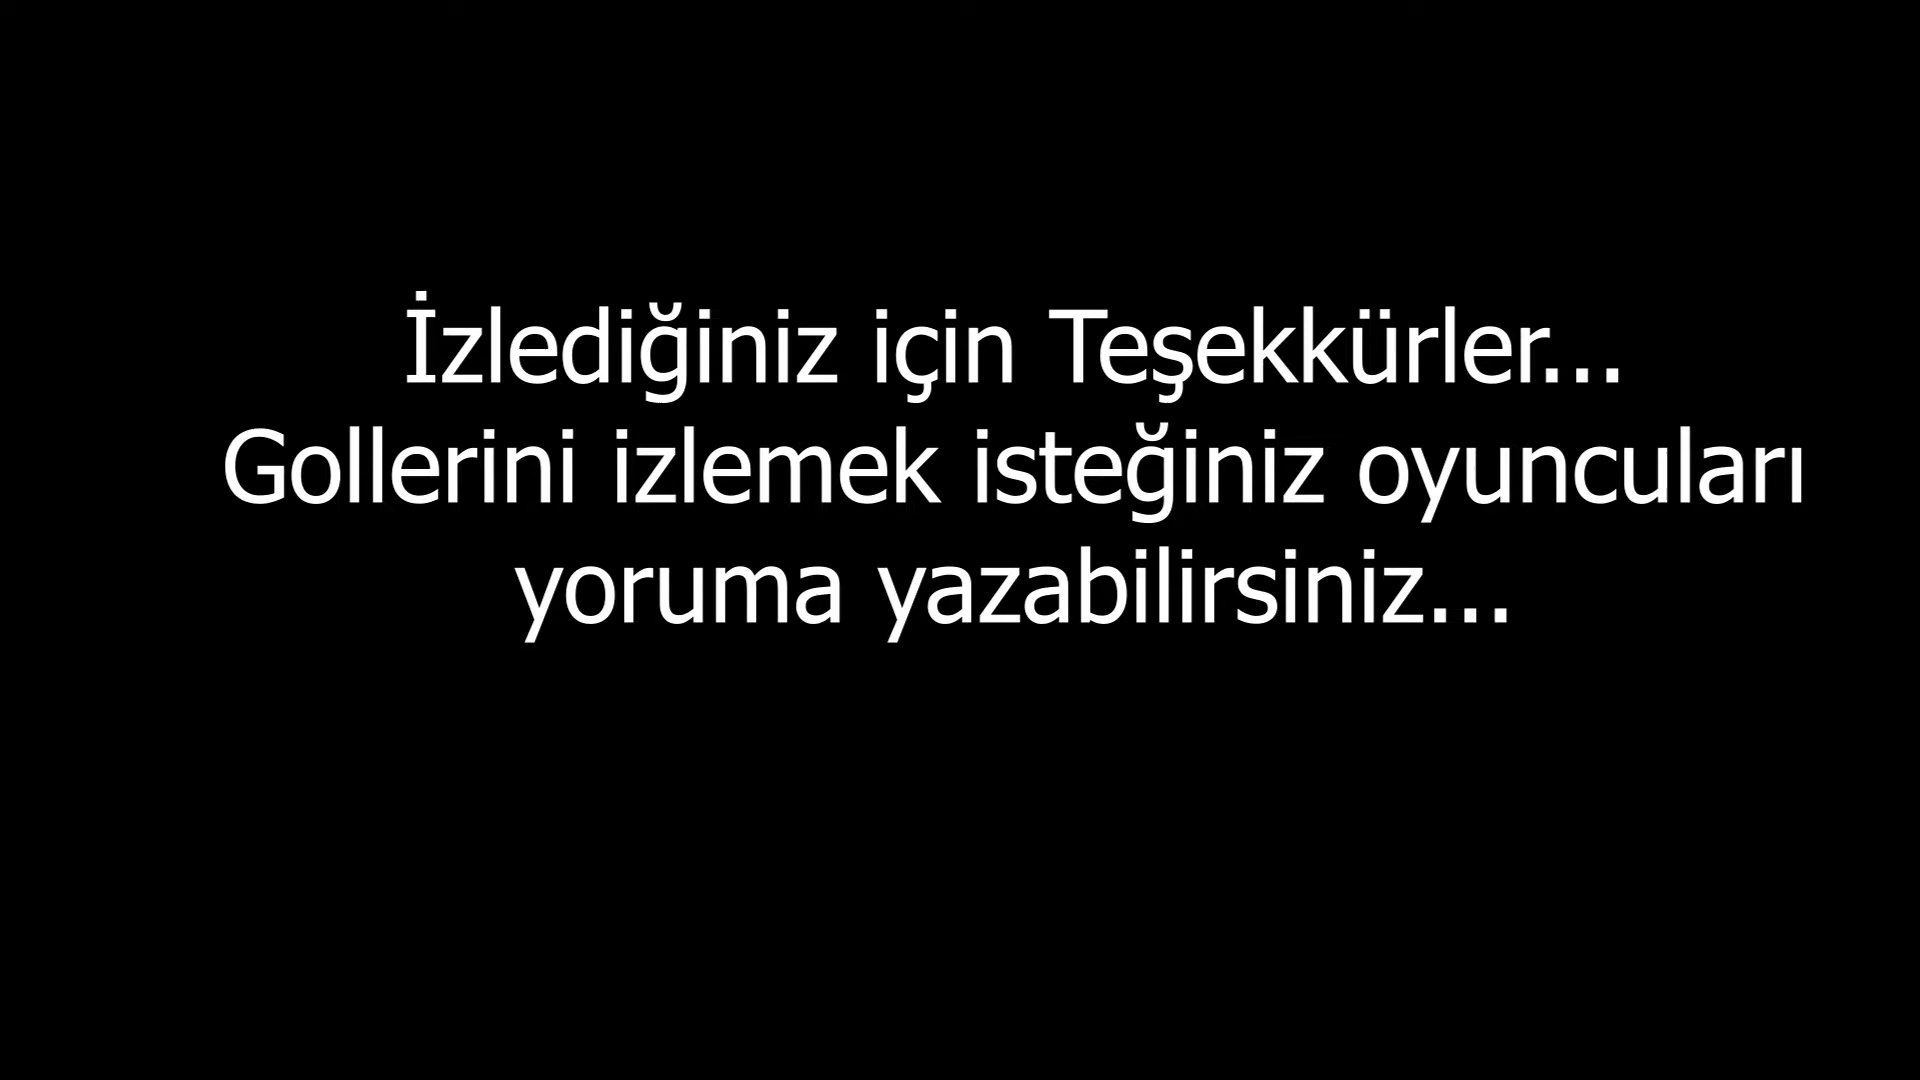 İzlediğiniz için Teşekkürler...
Gollerini izlemek isteğiniz oyuncuları
yoruma yazabilirsiniz...